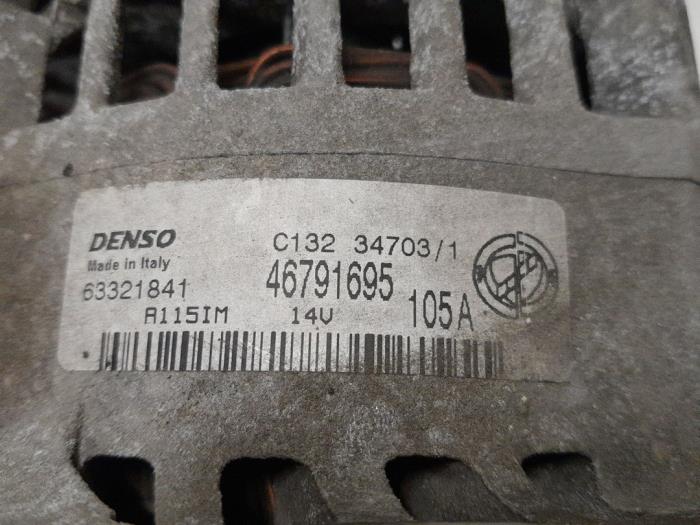 DENSO C132 34703/1
Made in Italy 46791695
63321841 105A
A115IM 14V